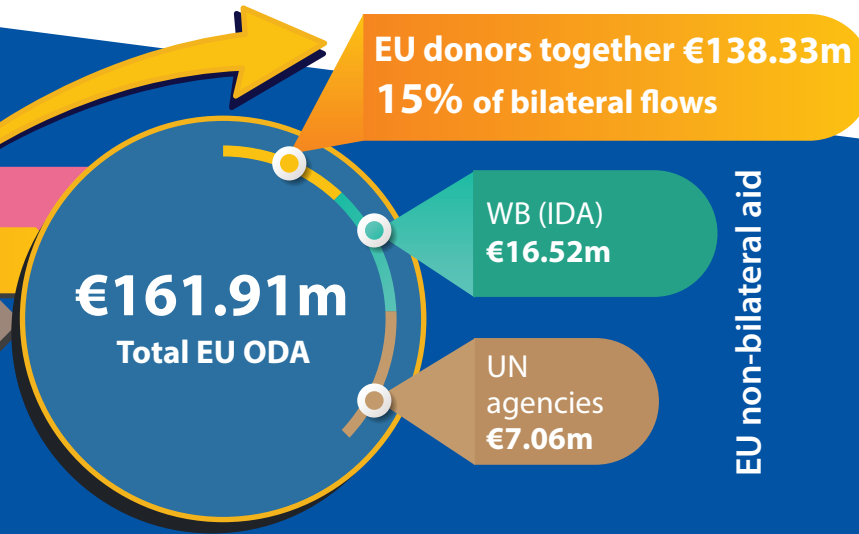 EU donors together €138.33m
15% of bilateral flows
WB (IDA)
€16.52m
€161.91m
Total EU ODA
UN
agencies
€7.06m
EU non-bilateral aid